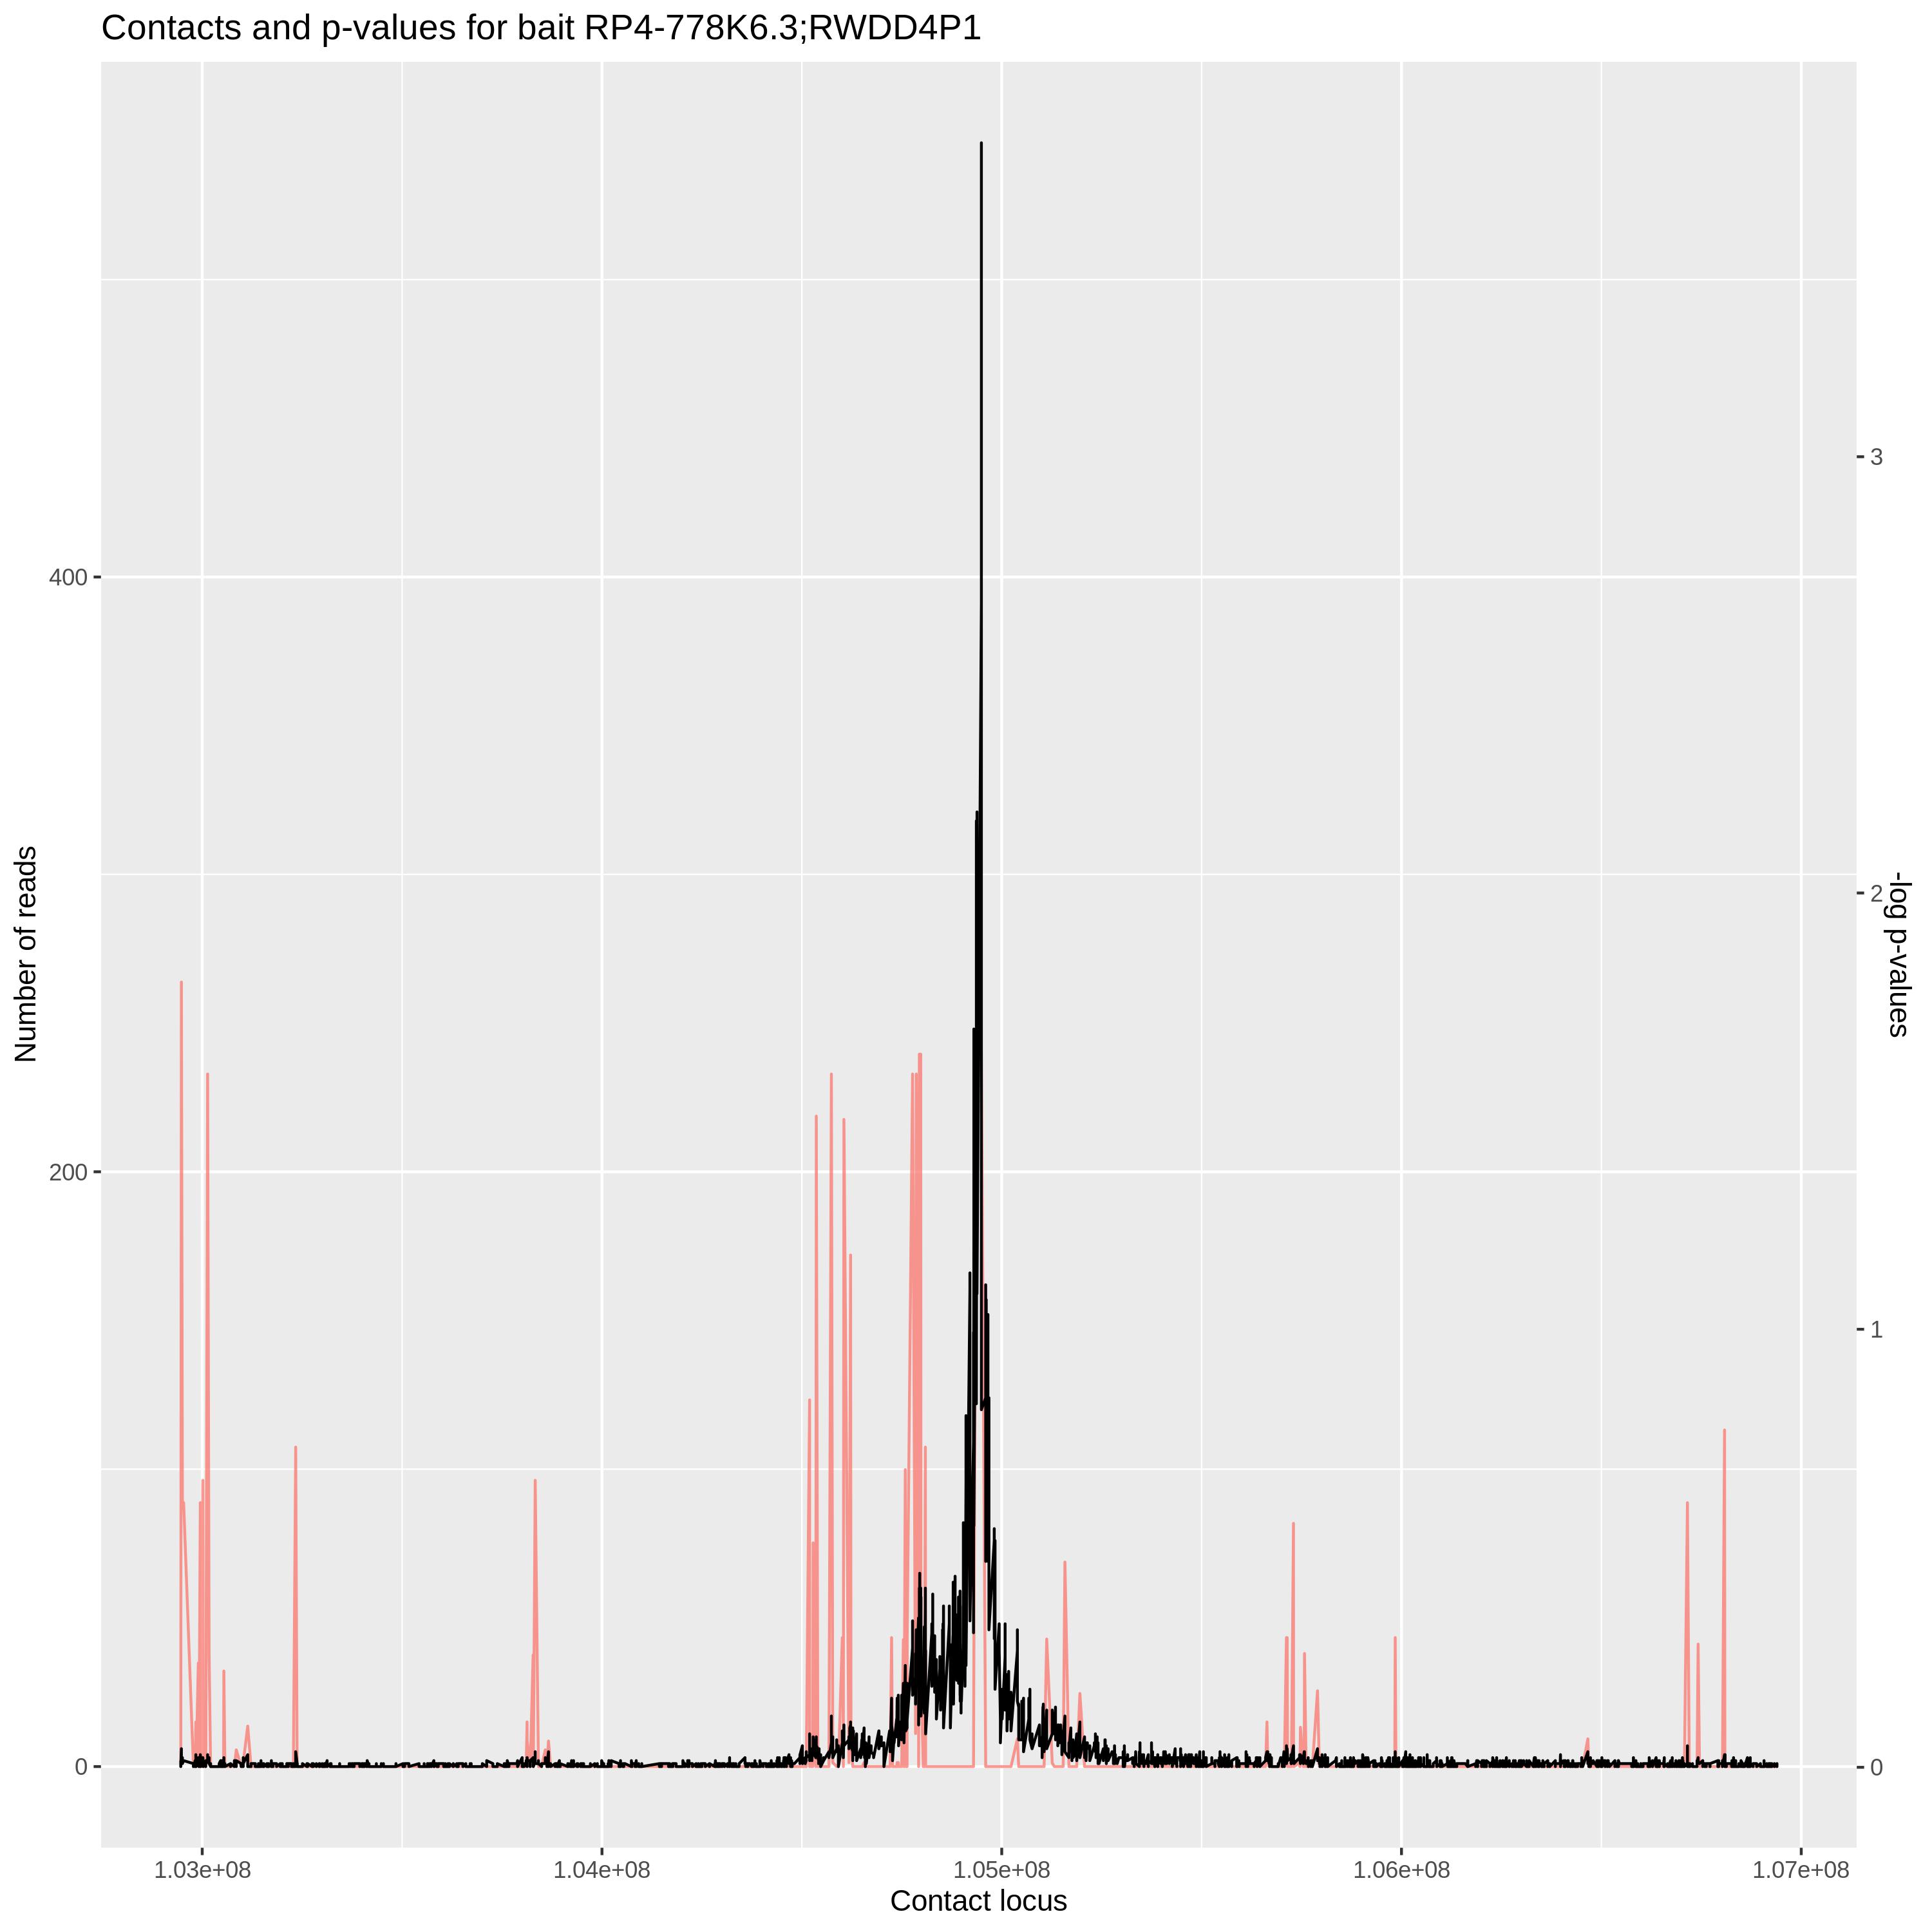 Contacts and p-values for bait RP4-778K6.3;RWDD4P1
Number of reads
400
200
0
3
2
1
0
-log p-values
1.03e+08
1.04e+08
1.05e+08
1.06e+08
1.07e+08
Contact locus